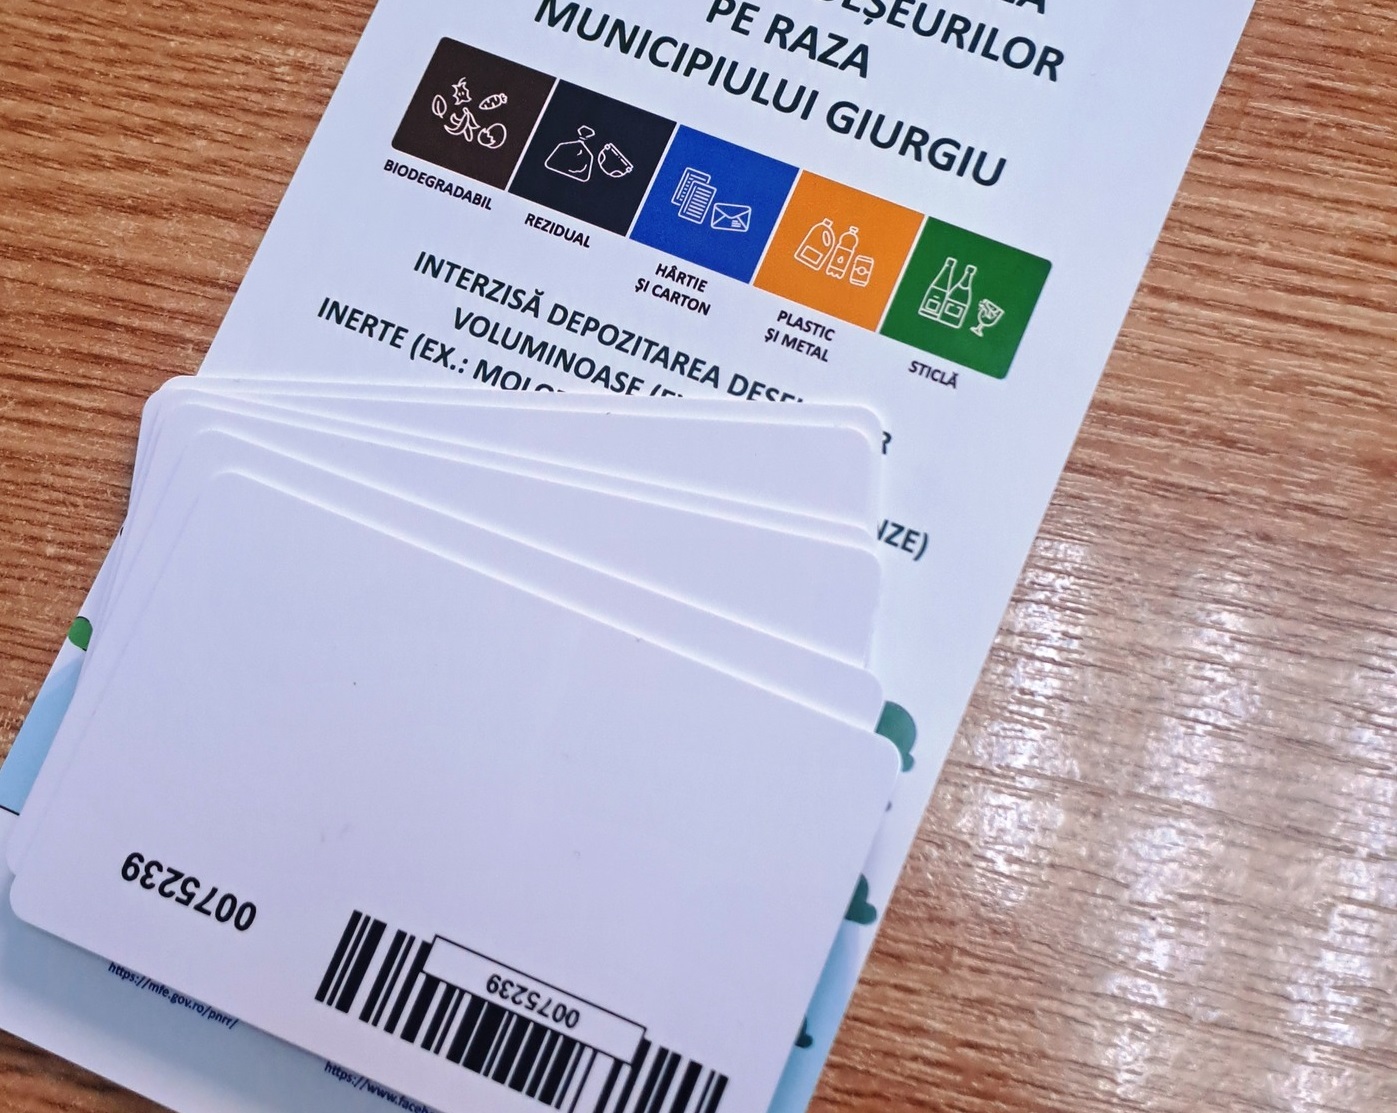 DEȘEURILOR
PE RAZA
MUNICIPIULUI GIURGIU
BIODEGRADABIL
REZIDUAL
HÂRTIE
ȘI CARTON
PLASTIC
ȘI METAL
STICLĂ
INTERZISĂ DEPOZITAREA
VOLUMINOASE
INERTE (EX.:
0075239
0075239
https://mfe.gov.ro/pnrr/